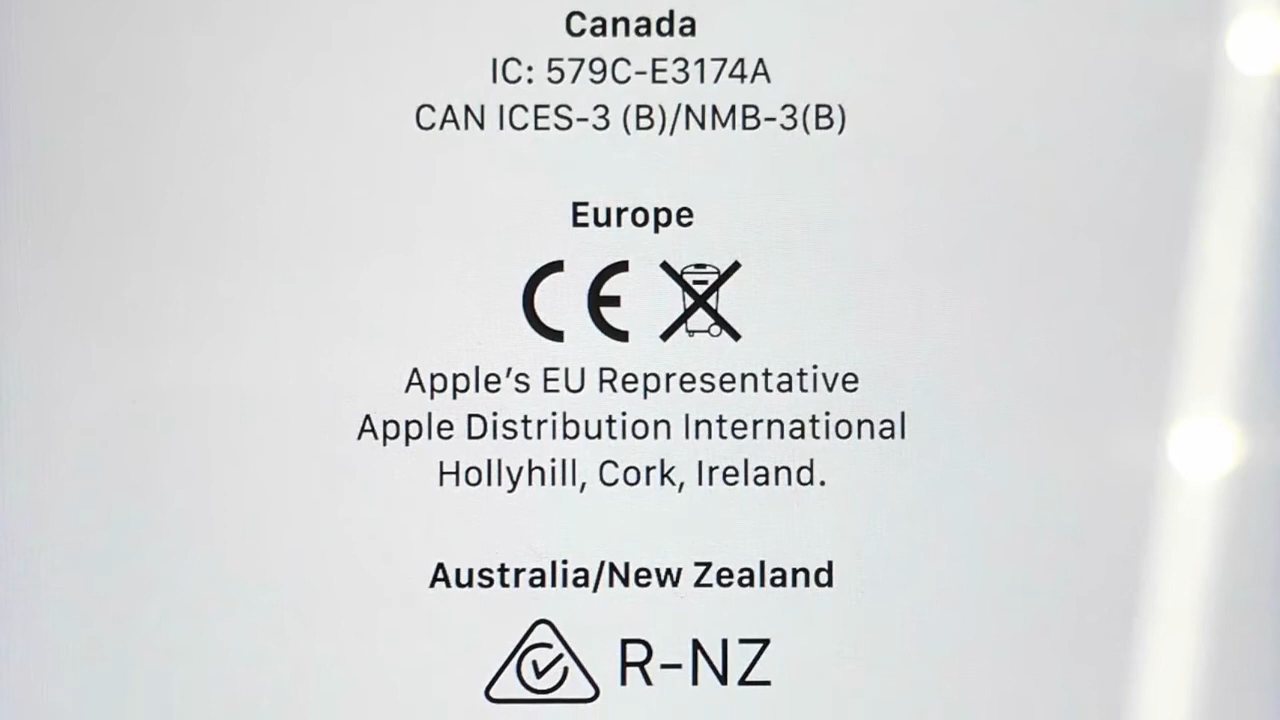 Canada
IC: 579C-E3174A
CAN ICES-3 (B)/NMB-3(B)
Europe
CE
Apple’s EU Representative
Apple Distribution International
Hollyhill, Cork, Ireland.
Australia/New Zealand
R-NZ